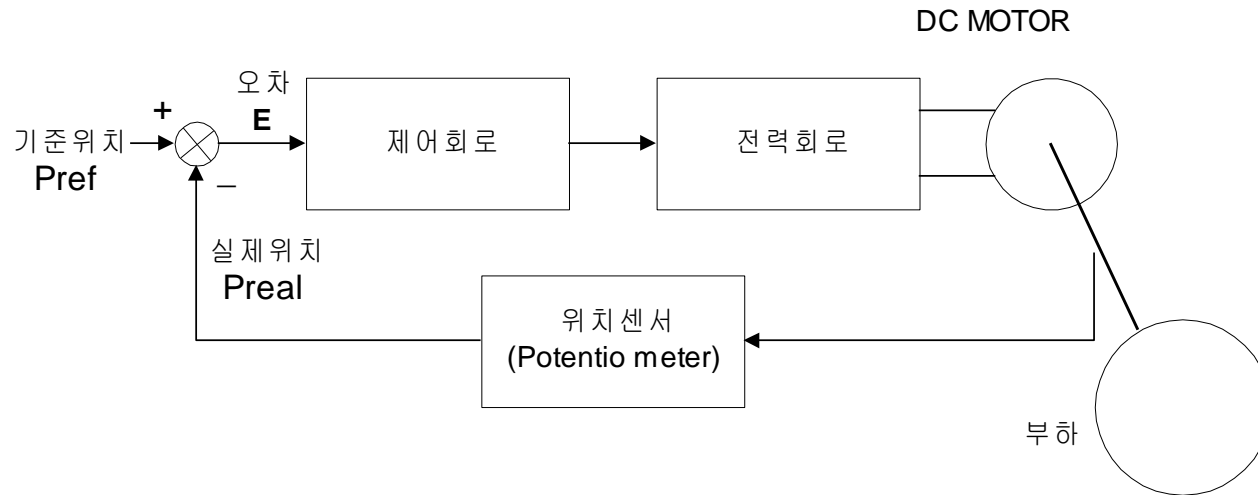 DC MOTOR
오차
E
+
기준위치
Pref
제어회로
전력회로
−
실제위치
Preal
위치센서
(Potentio meter)
부하